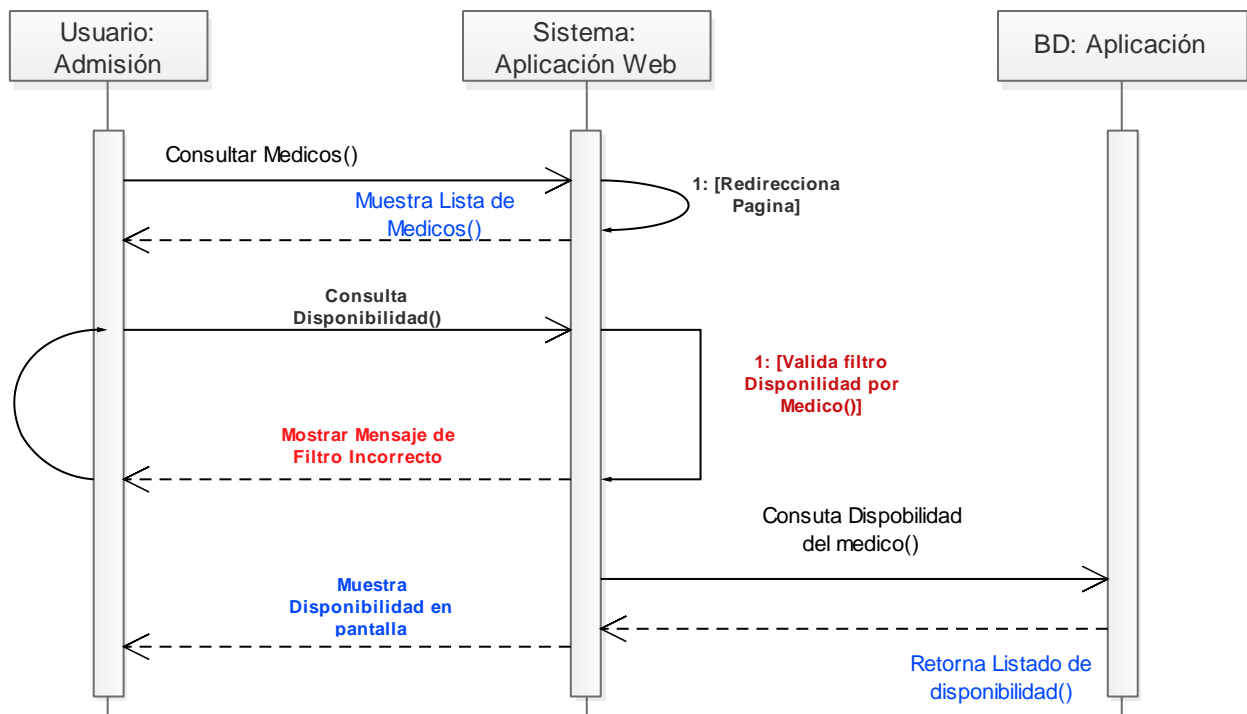 Usuario:
Admisión
Sistema:
Aplicación Web
BD: Aplicación
Consultar Medicos()
1: [Redirecciona
Pagina]
Muestra Lista de
Medicos()
Consulta
Disponibilidad()
1: [Valida filtro
Disponilidad por
Medico()]
Mostrar Mensaje de
Filtro Incorrecto
Consuta Dispobilidad
del medico()
Muestra
Disponibilidad en
pantalla
Retorna Listado de
disponibilidad()